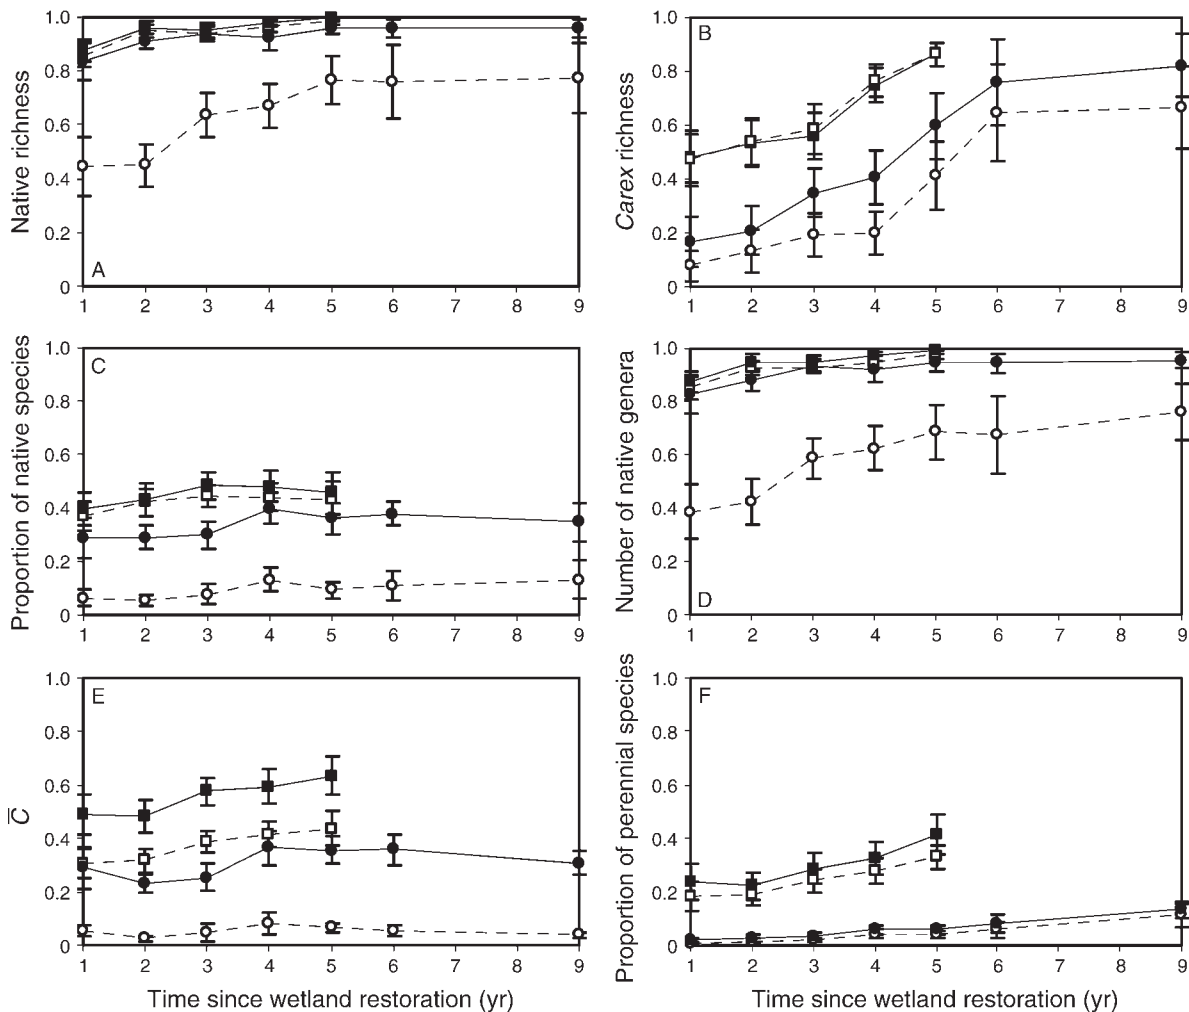 Native richness
1.0
0.8
0.6
0.4
0.2
0
A
1 2 3 4 5 6 7 8 9
Carex richness
1.0
0.8
0.6
0.4
0.2
0
B
1 2 3 4 5 6 7 8 9
Proportion of native species
1.0
0.8
0.6
0.4
0.2
0
C
1 2 3 4 5 6 7 8 9
Number of native genera
1.0
0.8
0.6
0.4
0.2
0
D
1 2 3 4 5 6 7 8 9
C̅
1.0
0.8
0.6
0.4
0.2
0
E
1 2 3 4 5 6 7 8 9
Time since wetland restoration (yr)
Proportion of perennial species
1.0
0.8
0.6
0.4
0.2
0
F
1 2 3 4 5 6 7 8 9
Time since wetland restoration (yr)